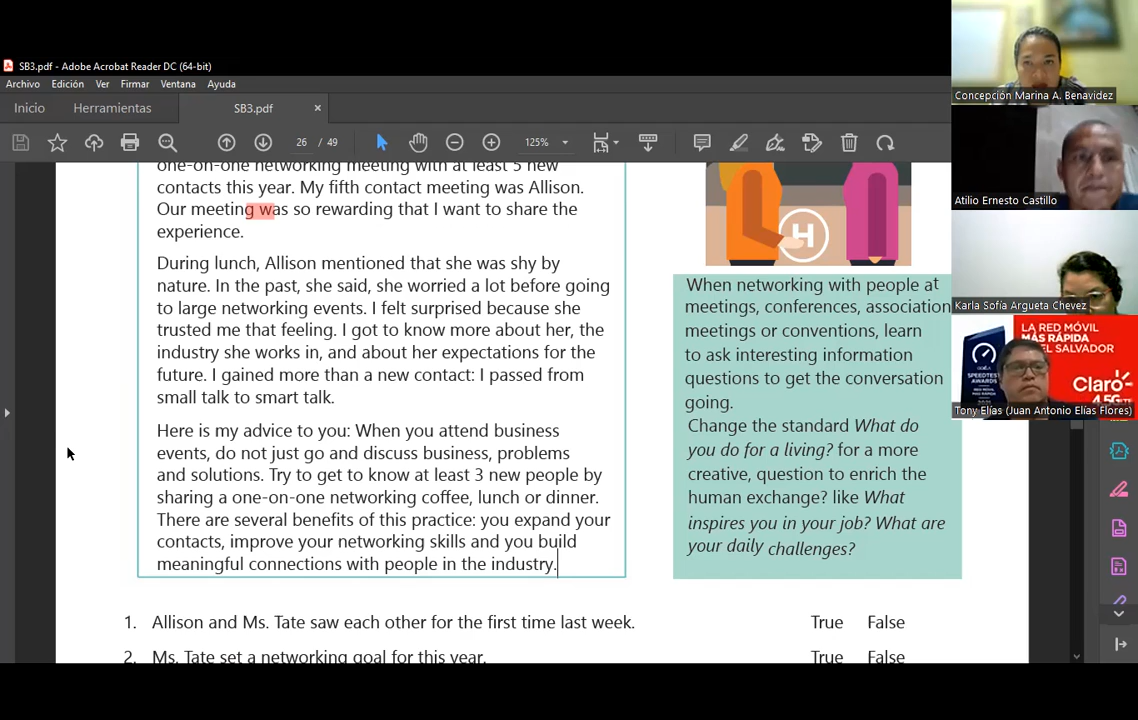 SB3.pdf - Adobe Acrobat Reader DC (64-bit)
Archivo Edición Ver Firmar Ventana Ayuda
Inicio Herramientas SB3.pdf ×
26 / 49 125%
one-on-one networking meeting with at least 5 new
contacts this year. My fifth contact meeting was Allison.
Our meeting was so rewarding that I want to share the
experience.
During lunch, Allison mentioned that she was shy by
nature. In the past, she said, she worried a lot before going
to large networking events. I felt surprised because she
trusted me that feeling. I got to know more about her, the
industry she works in, and about her expectations for the
future. I gained more than a new contact: I passed from
small talk to smart talk.
Here is my advice to you: When you attend business
events, do not just go and discuss business, problems
and solutions. Try to get to know at least 3 new people by
sharing a one-on-one networking coffee, lunch or dinner.
There are several benefits of this practice: you expand your
contacts, improve your networking skills and you build
meaningful connections with people in the industry.
H
When networking with people at
meetings, conferences, association
meetings or conventions, learn
to ask interesting information
questions to get the conversation
going.
Change the standard What do
you do for a living? for a more
creative, question to enrich the
human exchange? like What
inspires you in your job? What are
your daily challenges?
1. Allison and Ms. Tate saw each other for the first time last week. True False
2. Ms. Tate set a networking goal for this year. True False
Concepción Marina A. Benavidez
Atilio Ernesto Castillo
Karla Sofía Argueta Chevez
LA RED MÓVIL
MÁS RÁPIDA
EL SALVADOR
SPEEDTEST
AWARDS
Claro
4.5G
Tony Elías (Juan Antonio Elías Flores)